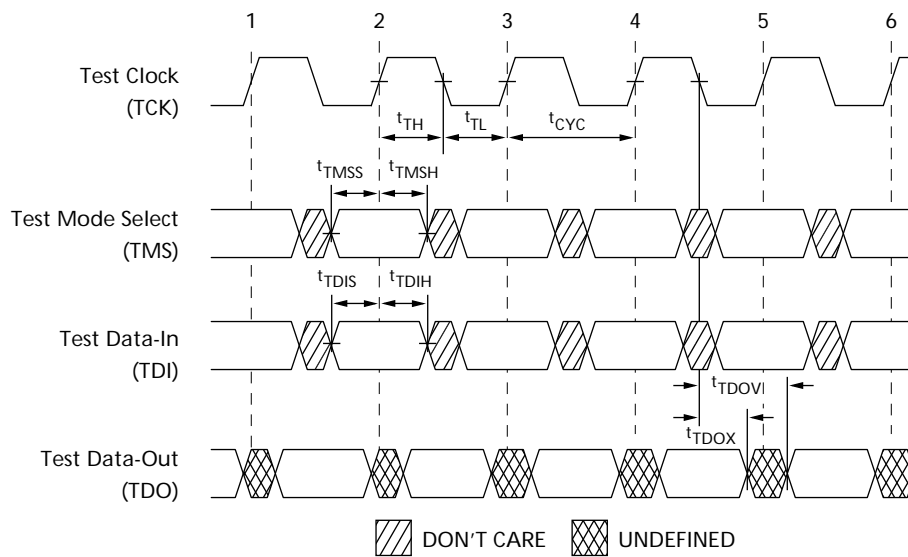 1 2 3 4 5 6
Test Clock
(TCK)
tTH tTL tCYC
tTMSS tTMSH
Test Mode Select
(TMS)
tTDIS tTDIH
Test Data-In
(TDI)
tTDOV
tTDOX
Test Data-Out
(TDO)
DON'T CARE UNDEFINED